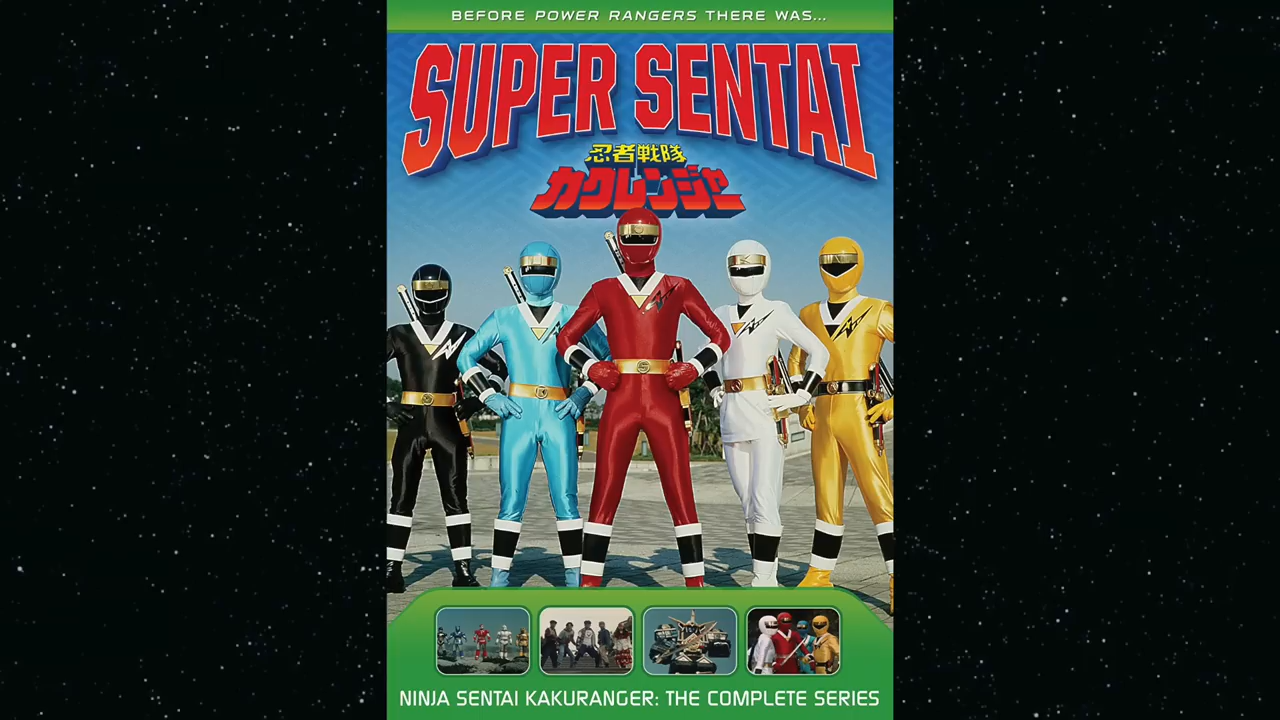 BEFORE POWER RANGERS THERE WAS...
SUPER SENTAI
忍者戦隊
カクレンジャー
NINJA SENTAI KAKURANGER: THE COMPLETE SERIES